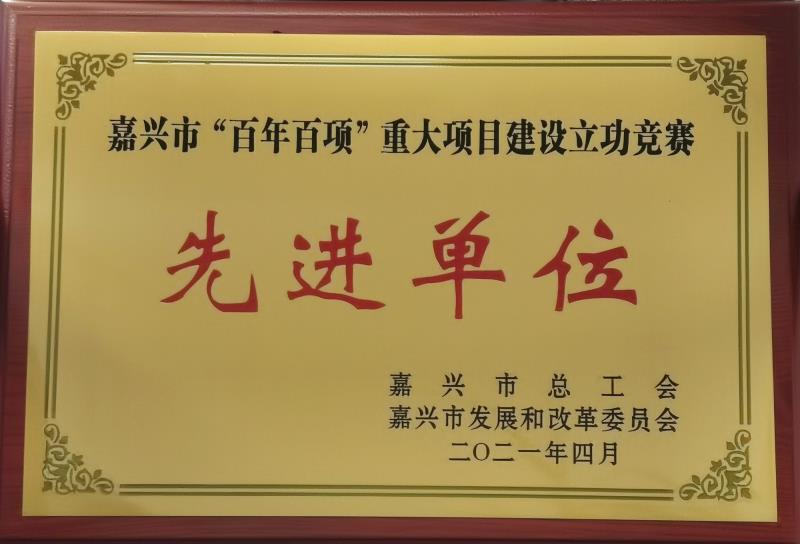 嘉兴市“百年百项”重大项目建设立功竞赛
先进单位
嘉兴市总工会
嘉兴市发展和改革委员会
二〇二一年四月